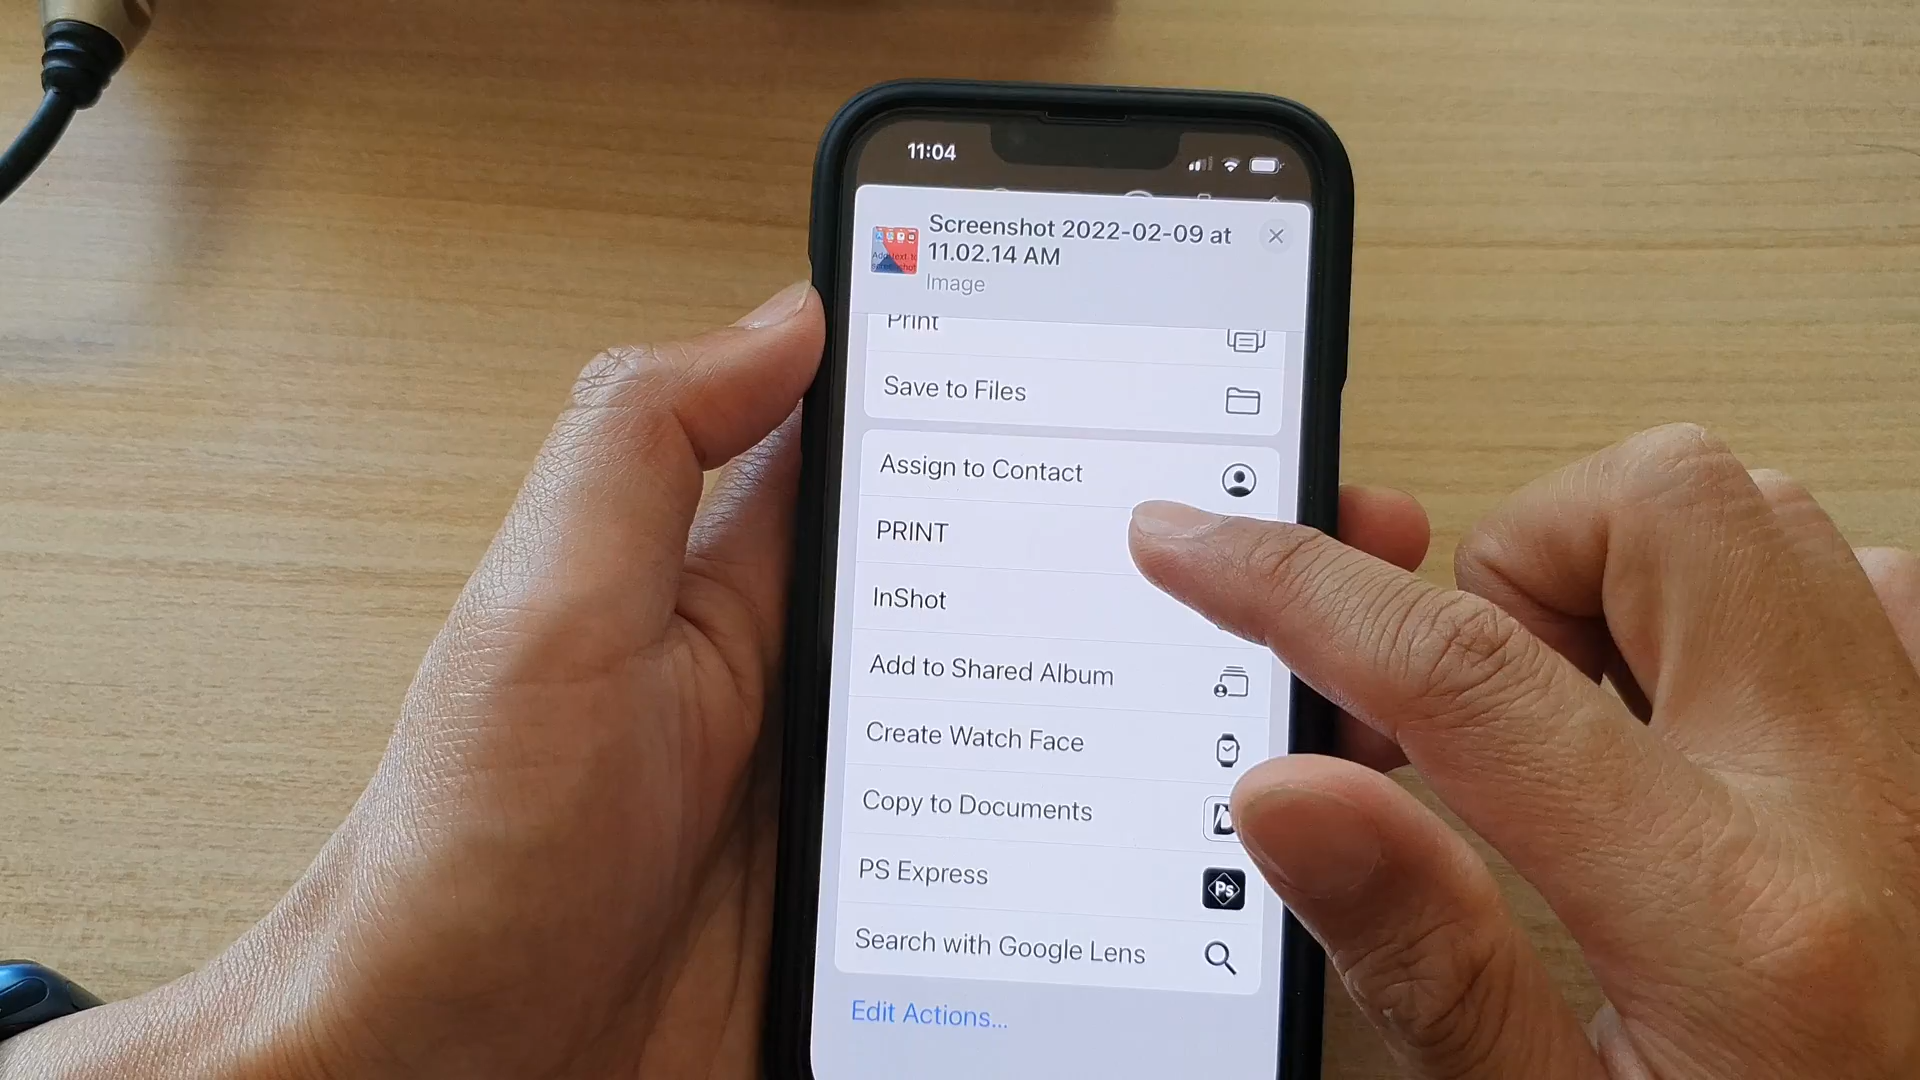 11:04
Screenshot 2022-02-09 at
11.02.14 AM
Image
Print
Save to Files
Assign to Contact
PRINT
InShot
Add to Shared Album
Create Watch Face
Copy to Documents
PS Express
Ps
Search with Google Lens
Edit Actions...